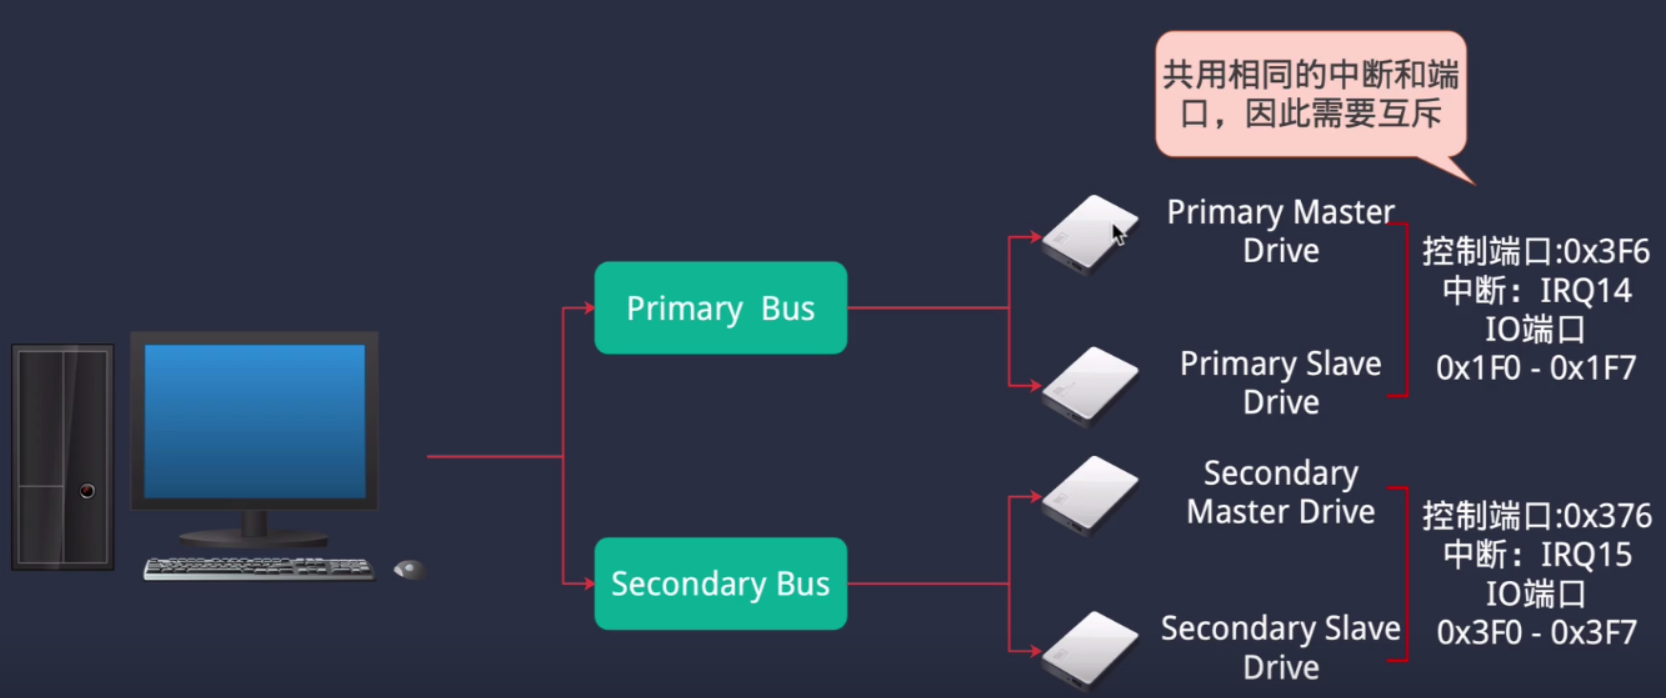 共用相同的中断和端
口，因此需要互斥
Primary Master
Drive
控制端口:0x3F6
中断：IRQ14
IO端口
0x1F0 - 0x1F7
Primary Bus
Primary Slave
Drive
Secondary
Master Drive
控制端口:0x376
中断：IRQ15
IO端口
0x3F0 - 0x3F7
Secondary Bus
Secondary Slave
Drive